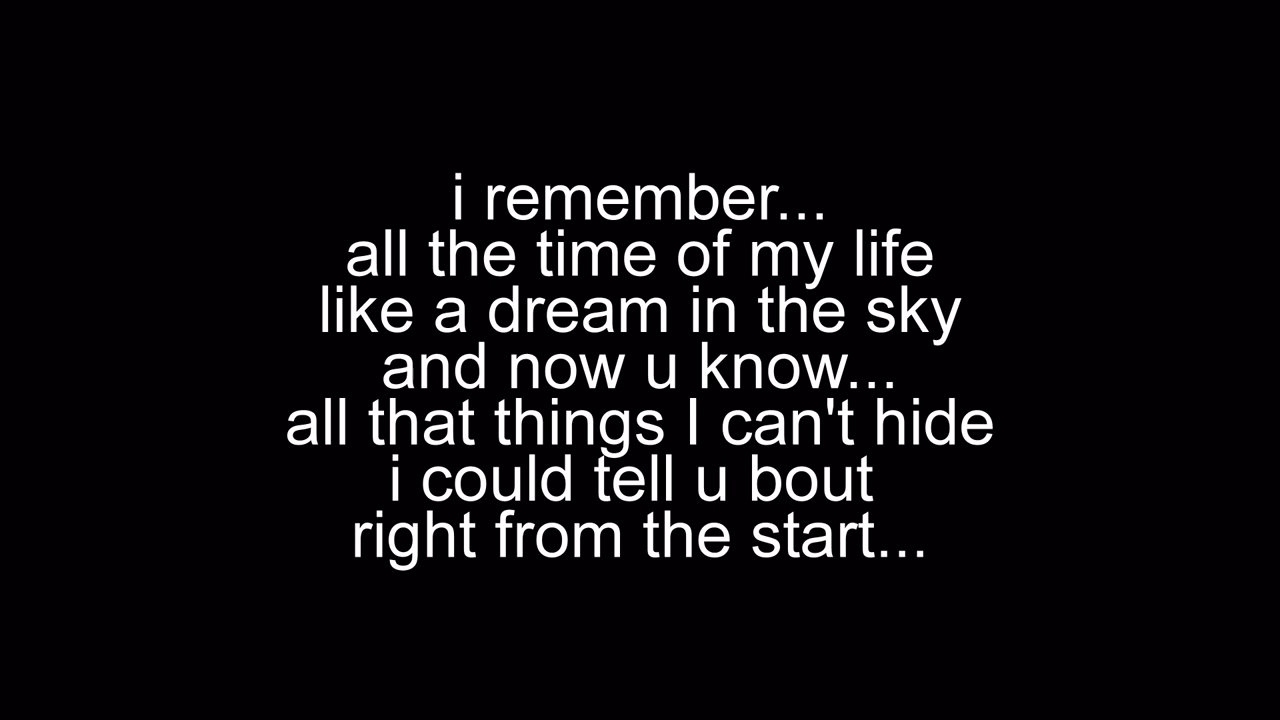 i remember...
all the time of my life
like a dream in the sky
and now u know...
all that things I can't hide
i could tell u bout
right from the start...